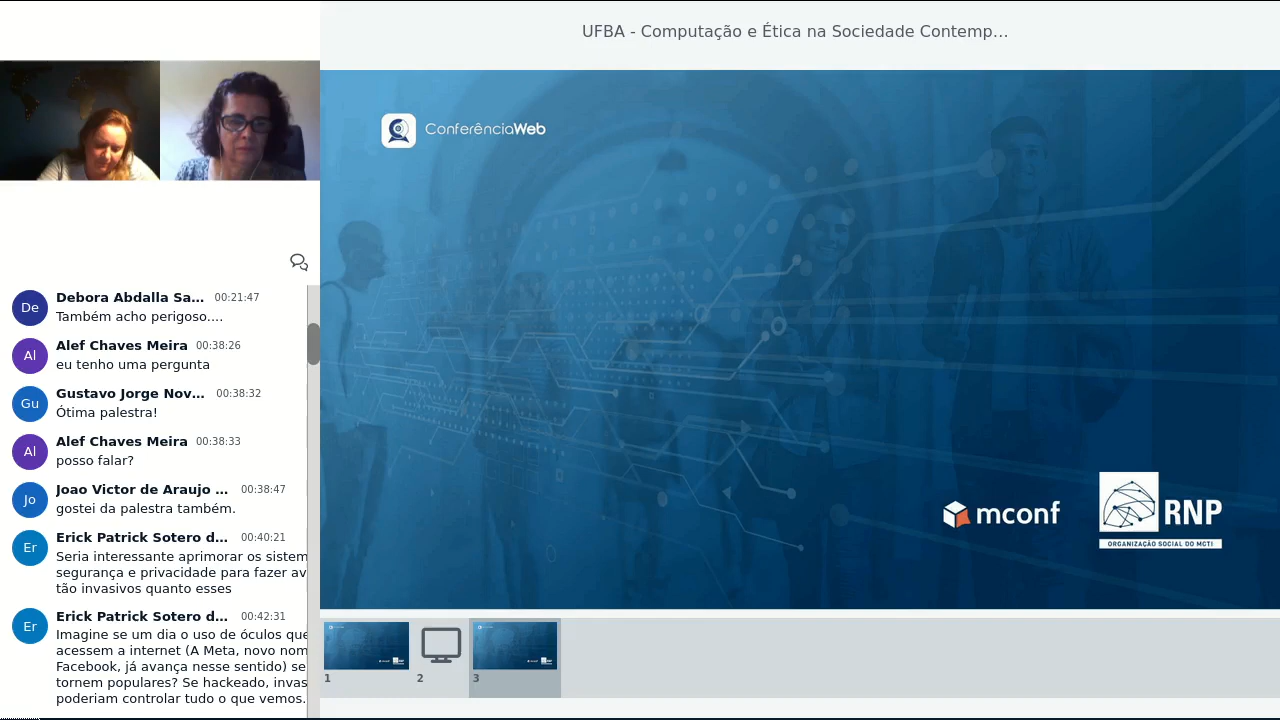 UFBA - Computação e Ética na Sociedade Contemp...
ConferênciaWeb
De
Debora Abdalla Sa... 00:21:47
Também acho perigoso....
Al
Alef Chaves Meira 00:38:26
eu tenho uma pergunta
Gu
Gustavo Jorge Nov... 00:38:32
Ótima palestra!
Al
Alef Chaves Meira 00:38:33
posso falar?
Jo
Joao Victor de Araujo ... 00:38:47
gostei da palestra também.
Er
Erick Patrick Sotero d... 00:40:21
Seria interessante aprimorar os sistem
segurança e privacidade para fazer av
tão invasivos quanto esses
Er
Erick Patrick Sotero d... 00:42:31
Imagine se um dia o uso de óculos que
acessem a internet (A Meta, novo nom
Facebook, já avança nesse sentido) se
tornem populares? Se hackeado, invas
poderiam controlar tudo o que vemos.
mconf
RNP
ORGANIZAÇÃO SOCIAL DO MCTI
1
2
3